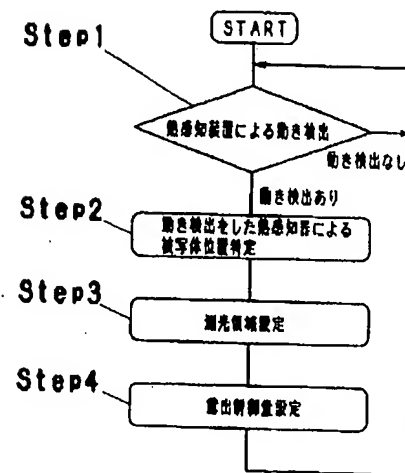 START
Step1
熱感知装置による動き検出
動き検出なし
動き検出あり
Step2
動き検出をした熱感知器による
被写体位置判定
Step3
測光領域設定
Step4
露出制御量設定